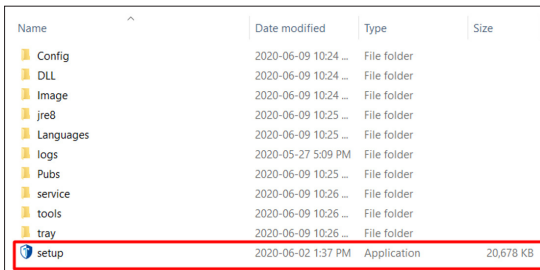 Name Date modified Type Size
Config 2020-06-09 10:24 ... File folder
DLL 2020-06-09 10:24 ... File folder
Image 2020-06-09 10:24 ... File folder
jre8 2020-06-09 10:25 ... File folder
Languages 2020-06-09 10:25 ... File folder
logs 2020-05-27 5:09 PM File folder
Pubs 2020-06-09 10:25 ... File folder
service 2020-06-09 10:26 ... File folder
tools 2020-06-09 10:26 ... File folder
tray 2020-06-09 10:26 ... File folder
setup 2020-06-02 1:37 PM Application 20,678 KB